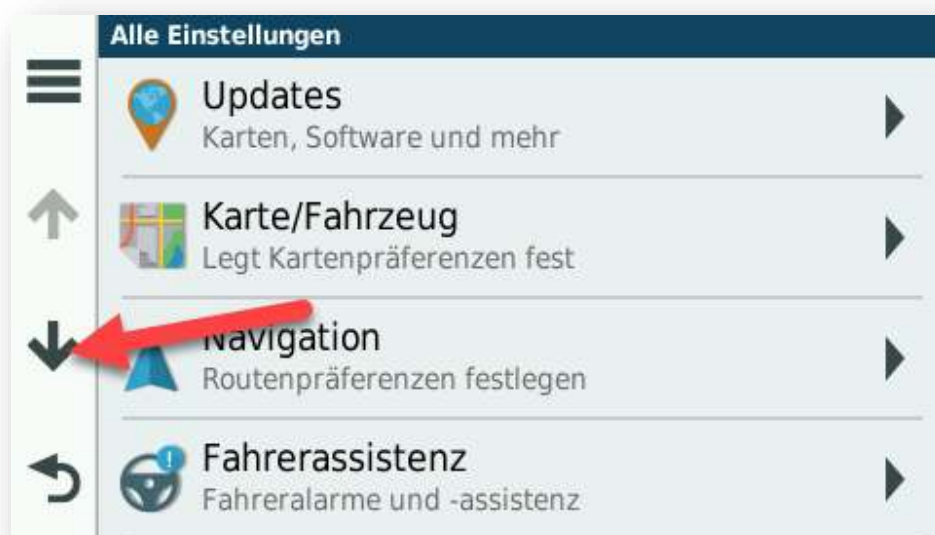 Alle Einstellungen
Updates
Karten, Software und mehr
Karte/Fahrzeug
Legt Kartenpräferenzen fest
Navigation
Routenpräferenzen festlegen
Fahrerassistenz
Fahreralarme und -assistenz